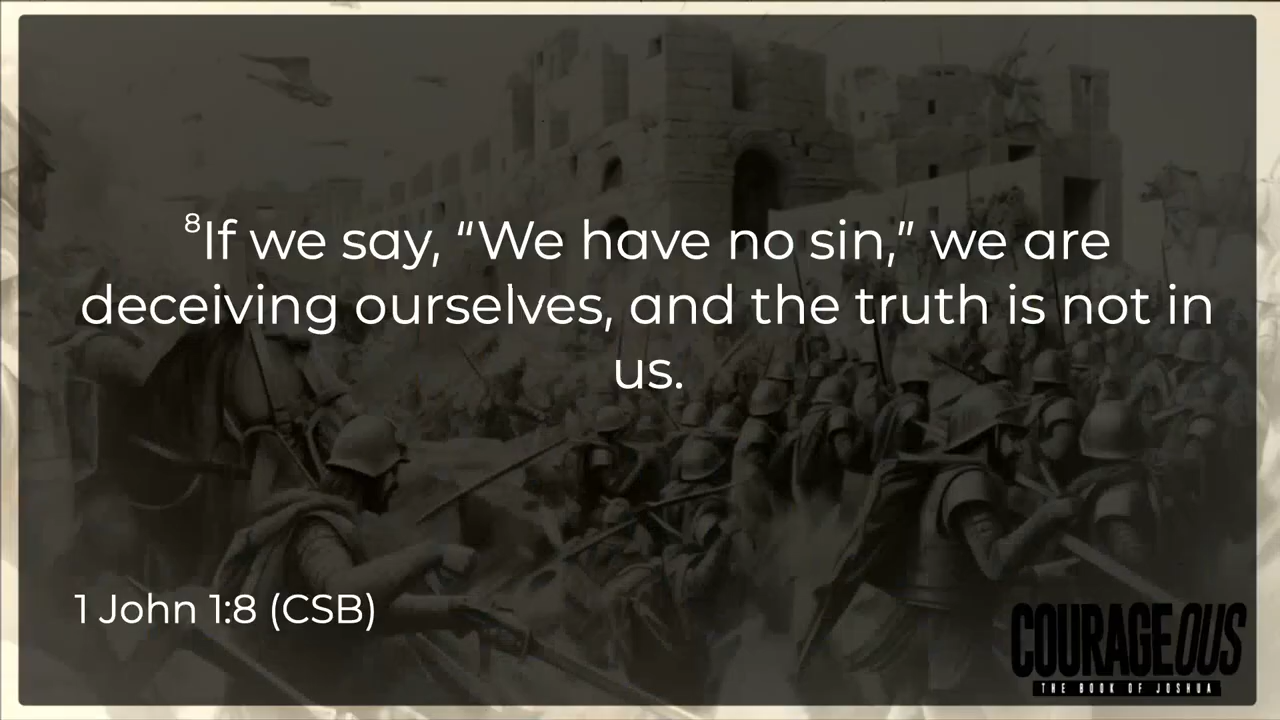 ⁸If we say, “We have no sin,” we are
deceiving ourselves, and the truth is not in
us.
1 John 1:8 (CSB)
COURAGEOUS
THE BOOK OF JOSHUA